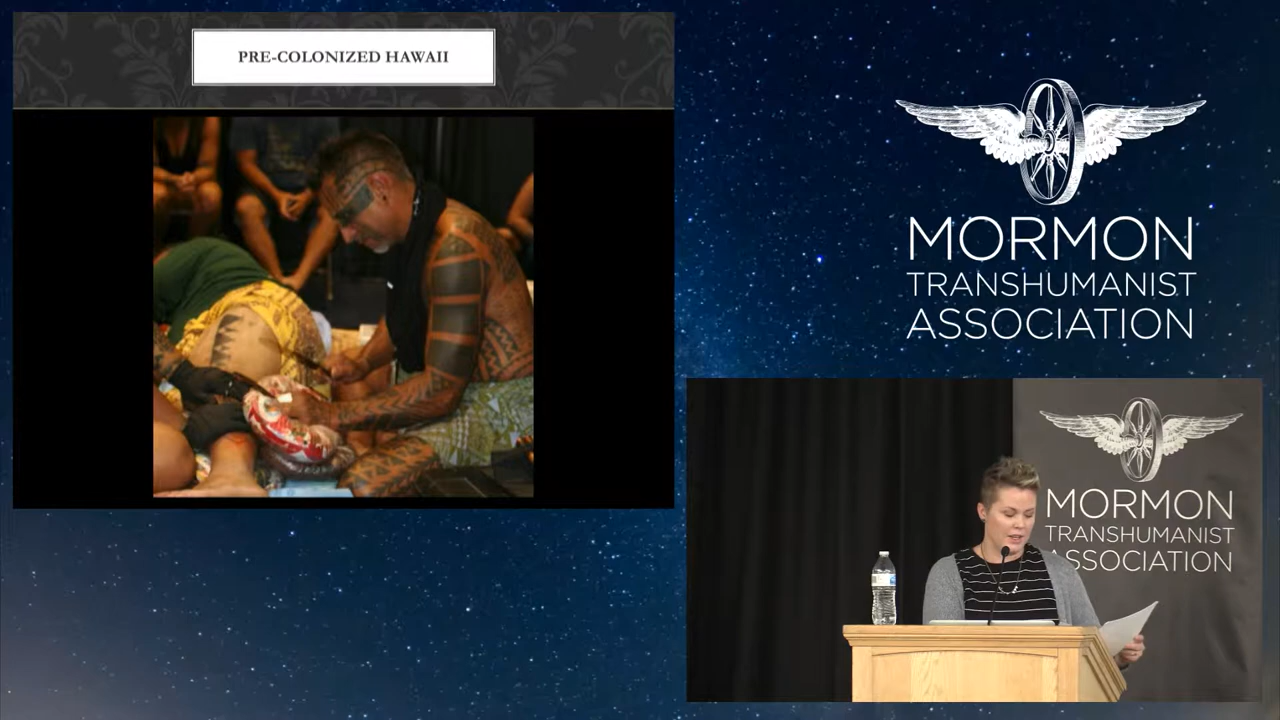 PRE-COLONIZED HAWAII
MORMON
TRANSHUMANIST
ASSOCIATION
MORMON
TRANSHUMANIST
ASSOCIATION